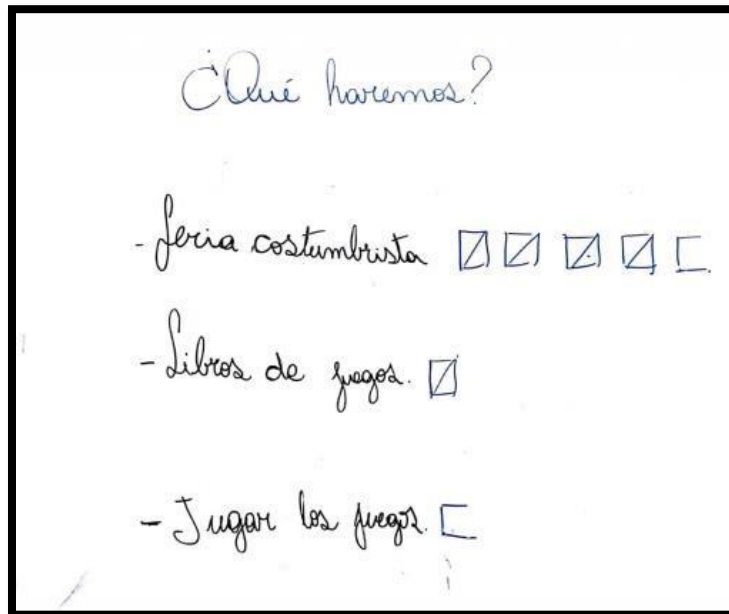 ¿Qué haremos?
- feria costumbrista
- Libros de juegos.
- Jugar los juegos.